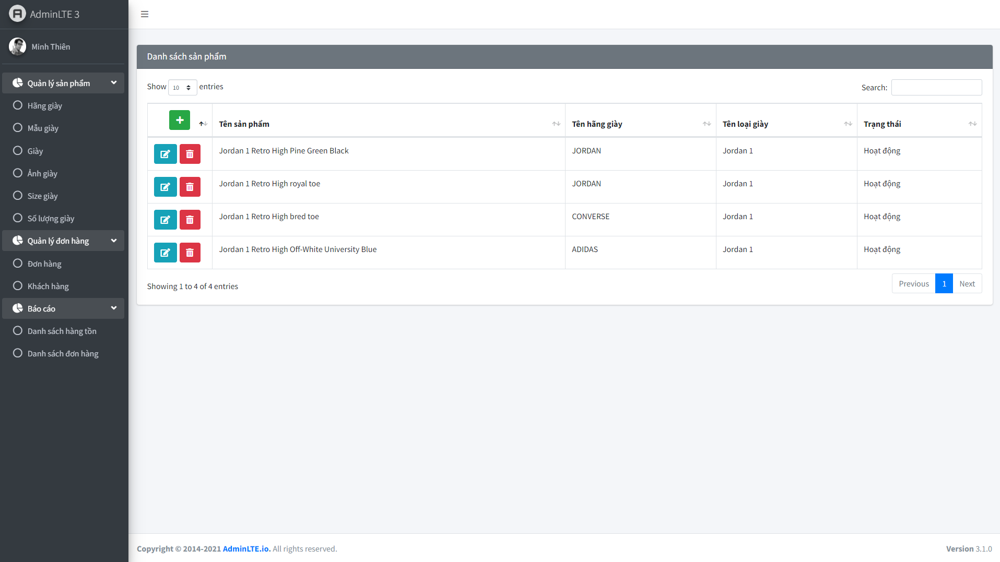 AdminLTE 3
Minh Thiên
Quản lý sản phẩm
Hãng giày
Mẫu giày
Giày
Ảnh giày
Size giày
Số lượng giày
Quản lý đơn hàng
Đơn hàng
Khách hàng
Báo cáo
Danh sách hàng tồn
Danh sách đơn hàng
Danh sách sản phẩm
Show 10 entries
Search:
Tên sản phẩm Tên hãng giày Tên loại giày Trạng thái
Jordan 1 Retro High Pine Green Black JORDAN Jordan 1 Hoạt động
Jordan 1 Retro High royal toe JORDAN Jordan 1 Hoạt động
Jordan 1 Retro High bred toe CONVERSE Jordan 1 Hoạt động
Jordan 1 Retro High Off-White University Blue ADIDAS Jordan 1 Hoạt động
Showing 1 to 4 of 4 entries
Previous 1 Next
Copyright © 2014-2021 AdminLTE.io. All rights reserved.
Version 3.1.0